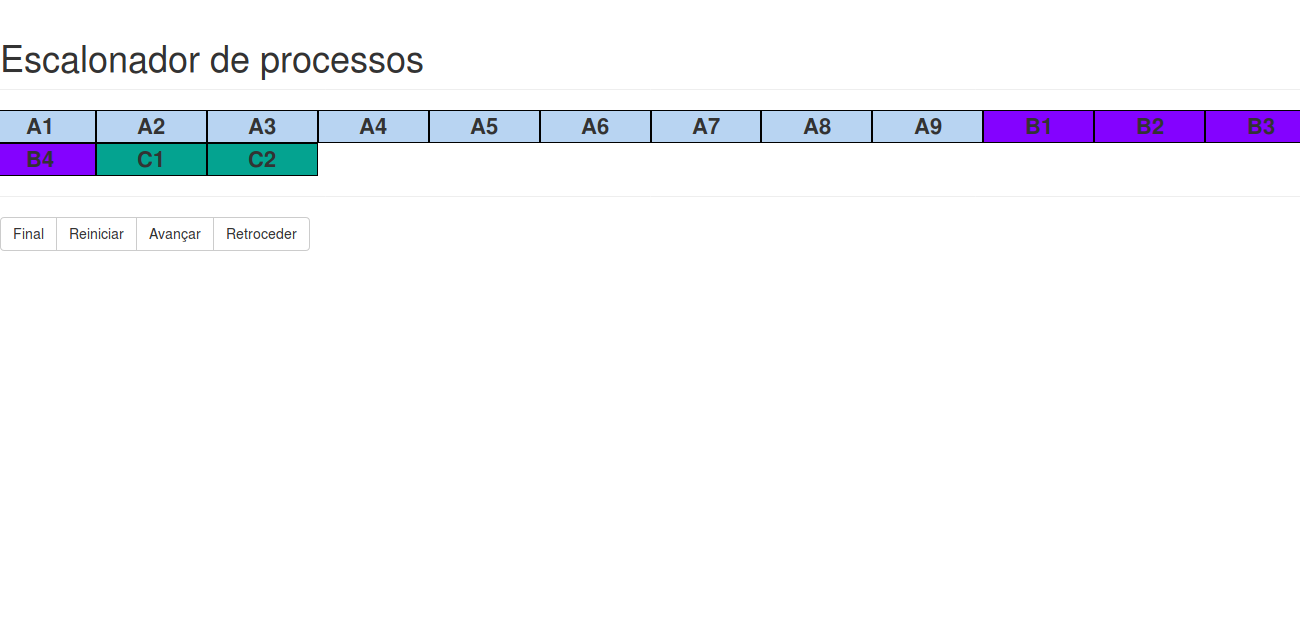 Escalonador de processos
A1 A2 A3 A4 A5 A6 A7 A8 A9 B1 B2 B3
B4 C1 C2
Final Reiniciar Avançar Retroceder